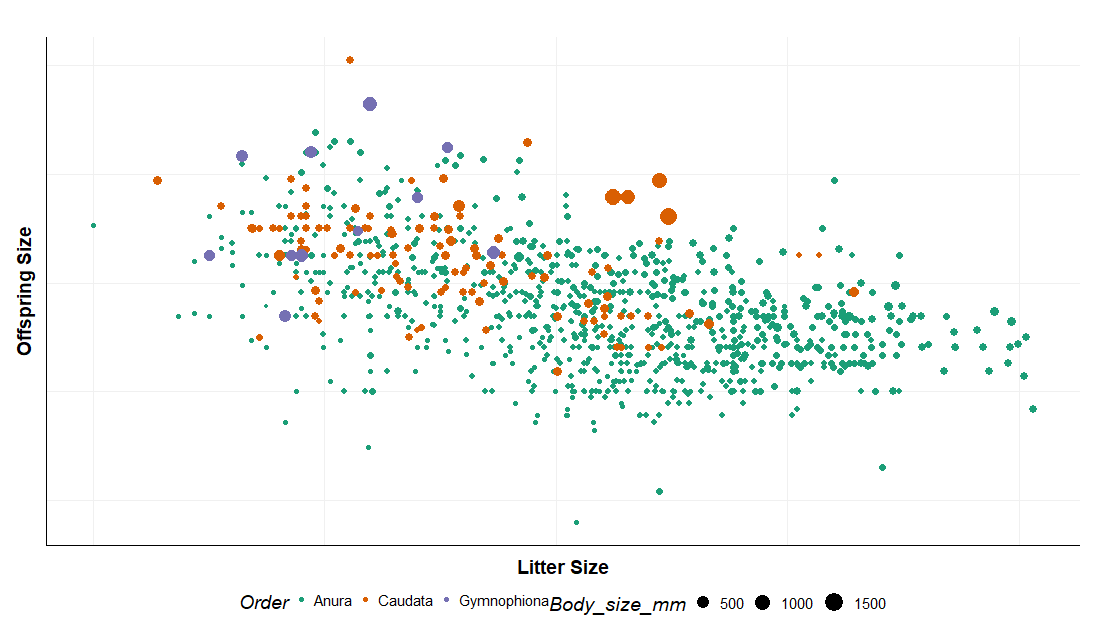 Offspring Size
Litter Size
Order Anura Caudata Gymnophiona Body_size_mm 500 1000 1500